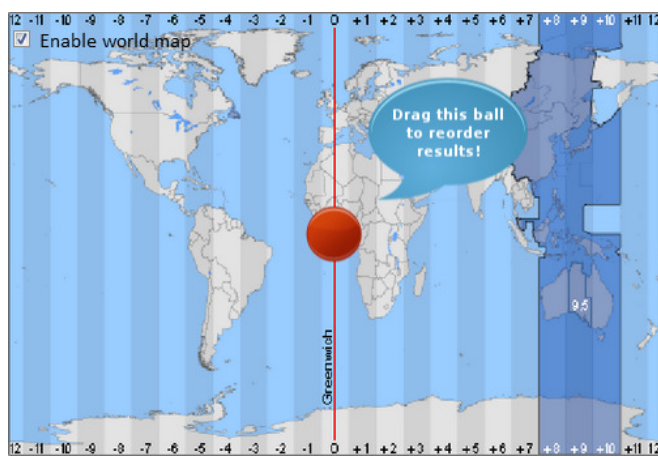 12 -11 -10 -9 -8 -7 -6 -5 -4 -3 -2 -1 0 +1 +2 +3 +4 +5 +6 +7 +8 +9 +10 +11 12
Enable world map
Drag this ball
to reorder
results!
9.5
Greenwich
12 -11 -10 -9 -8 -7 -6 -5 -4 -3 -2 -1 0 +1 +2 +3 +4 +5 +6 +7 +8 +9 +10 +11 12